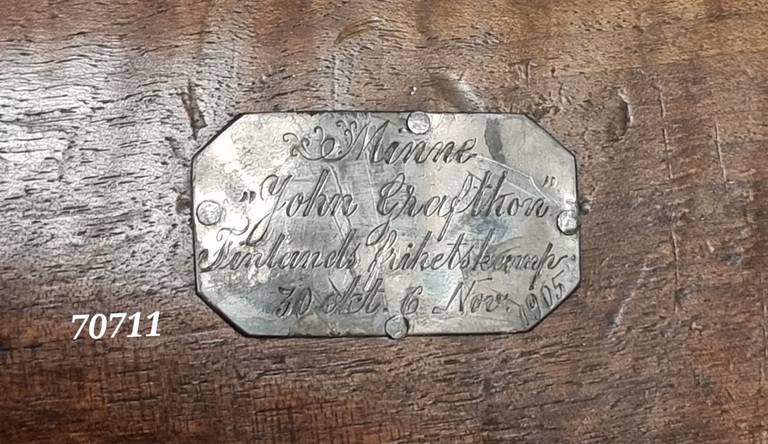 Minne
"John Grafthon"
Finlands frihetskamp
30 okt. 6 Nov. 1905
70711